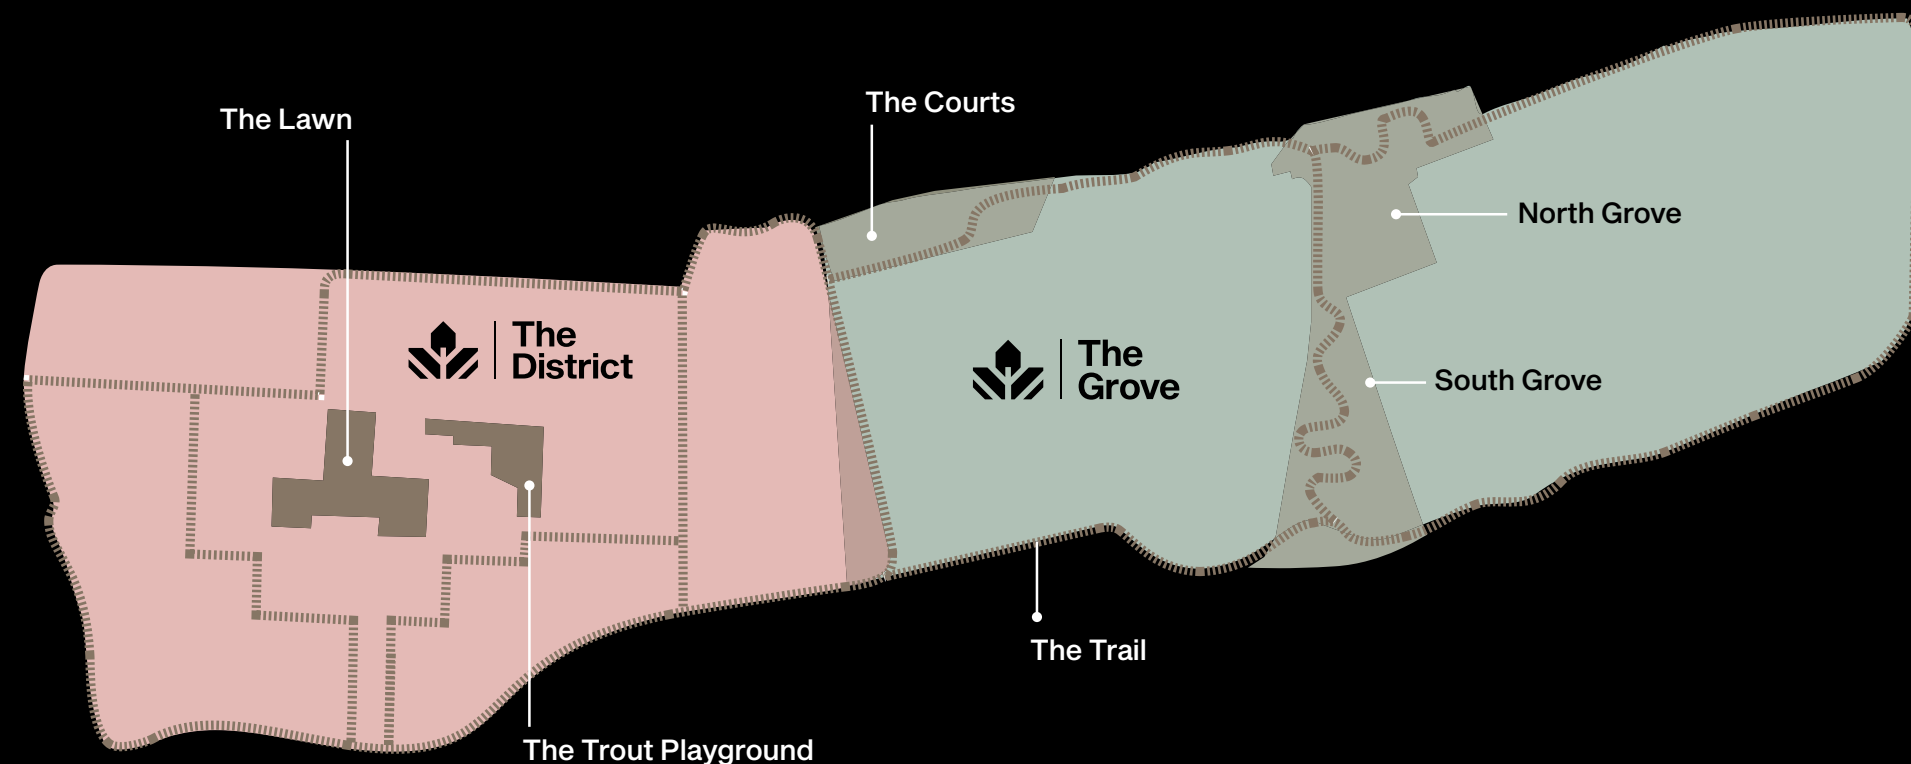 The Lawn
The Courts
North Grove
The
District
The
Grove
South Grove
The Trail
The Trout Playground